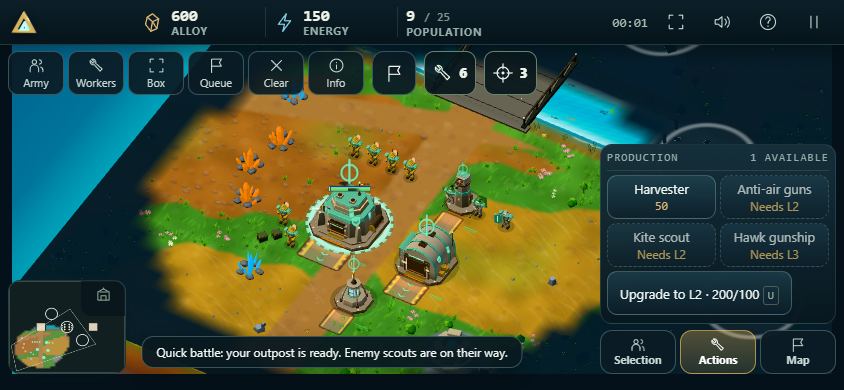 600
ALLOY
150
ENERGY
9 / 25
POPULATION
00:01
Army
Workers
Box
Queue
Clear
Info
6
3
PRODUCTION
1 AVAILABLE
Harvester
50
Anti-air guns
Needs L2
Kite scout
Needs L2
Hawk gunship
Needs L3
Upgrade to L2 · 200/100 U
Quick battle: your outpost is ready. Enemy scouts are on their way.
Selection
Actions
Map